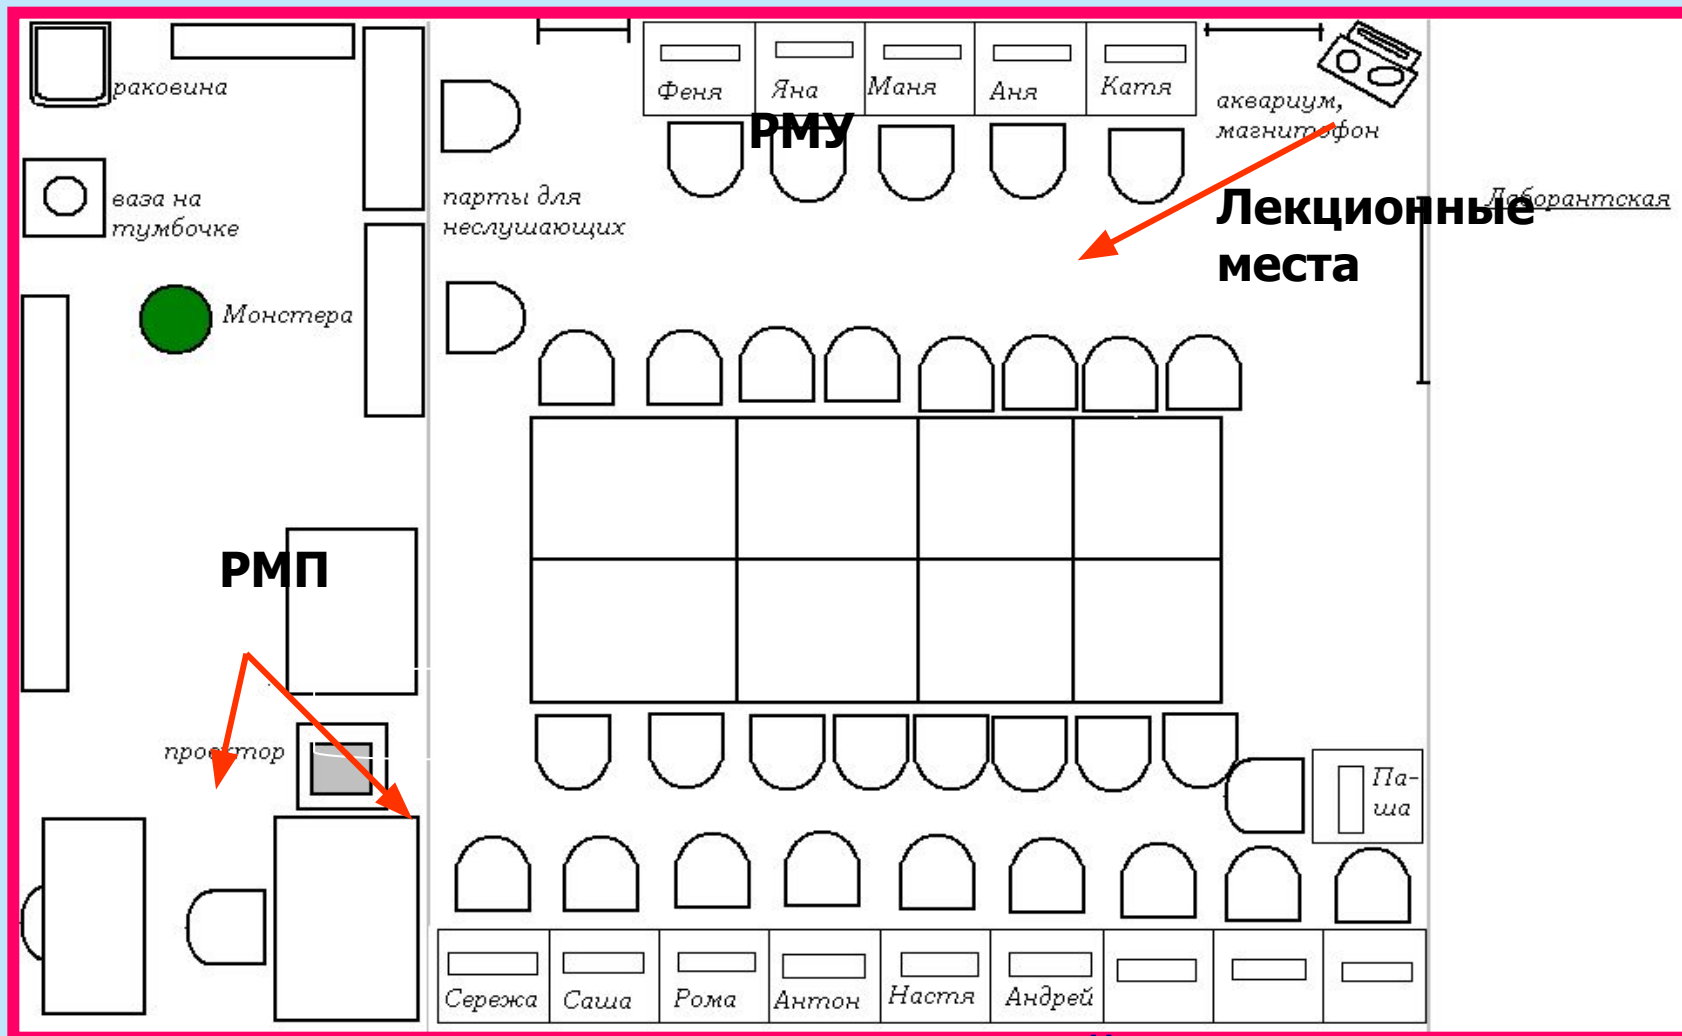 раковина
ваза на
тумбочке
Монстера
Феня
Яна
Маня
Аня
Катя
РМУ
аквариум,
магнитофон
парты для
неслушающих
Лекционные
места
Лаборантская
РМП
проектор
Па-
ша
Сережа
Саша
Рома
Антон
Настя
Андрей